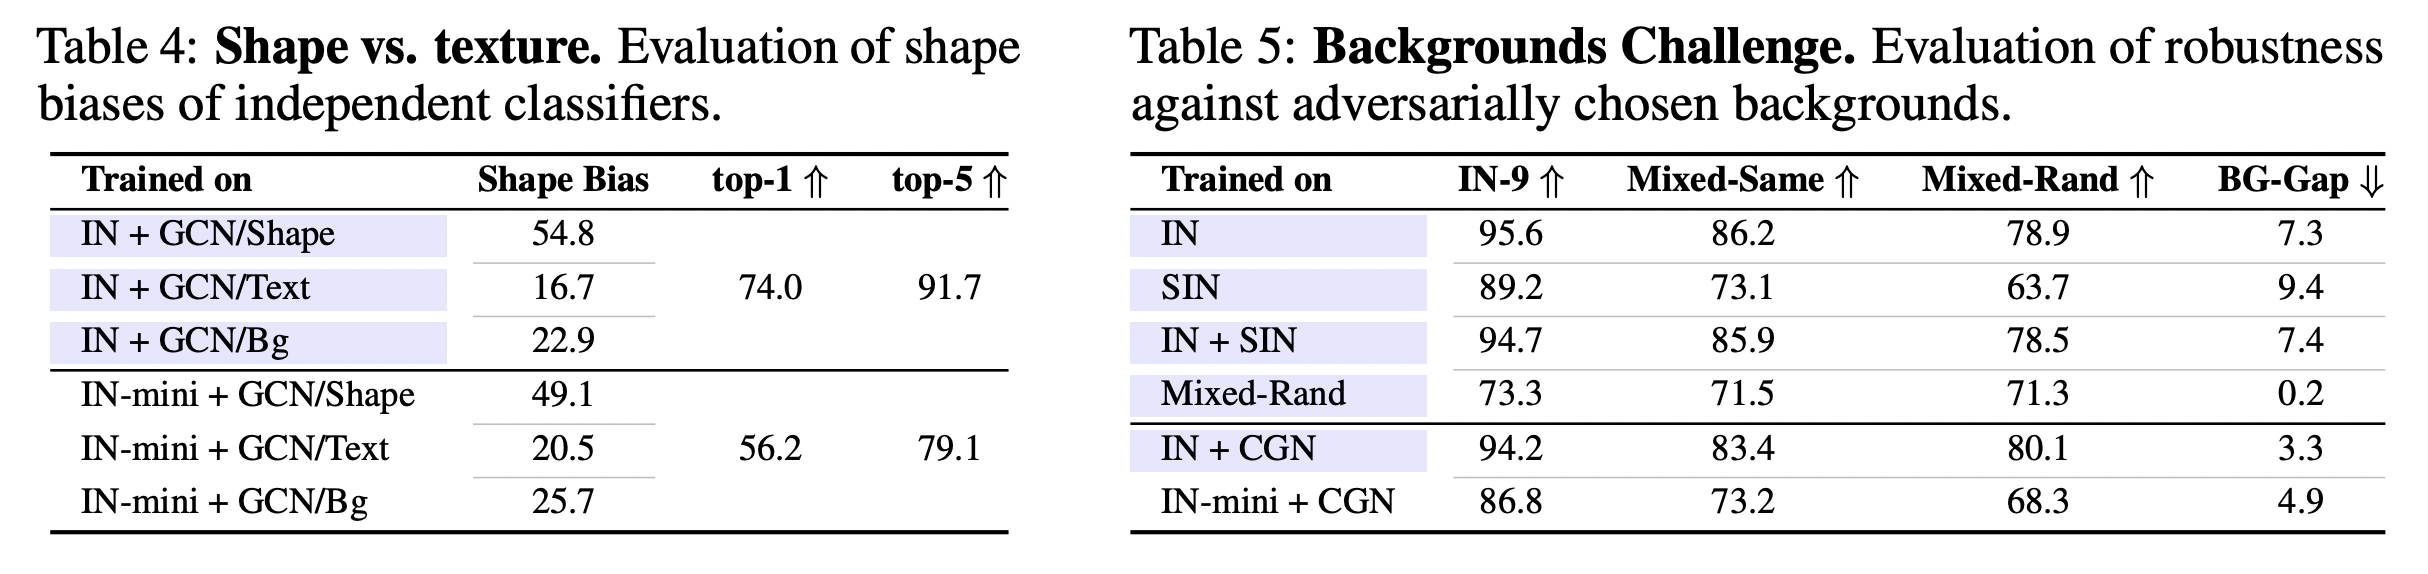 Table 4: Shape vs. texture. Evaluation of shape
biases of independent classifiers.
Trained on Shape Bias top-1 ⇑ top-5 ⇑
IN + GCN/Shape 54.8
IN + GCN/Text 16.7 74.0 91.7
IN + GCN/Bg 22.9
IN-mini + GCN/Shape 49.1
IN-mini + GCN/Text 20.5 56.2 79.1
IN-mini + GCN/Bg 25.7
Table 5: Backgrounds Challenge. Evaluation of robustness
against adversarially chosen backgrounds.
Trained on IN-9 ⇑ Mixed-Same ⇑ Mixed-Rand ⇑ BG-Gap ⇓
IN 95.6 86.2 78.9 7.3
SIN 89.2 73.1 63.7 9.4
IN + SIN 94.7 85.9 78.5 7.4
Mixed-Rand 73.3 71.5 71.3 0.2
IN + CGN 94.2 83.4 80.1 3.3
IN-mini + CGN 86.8 73.2 68.3 4.9